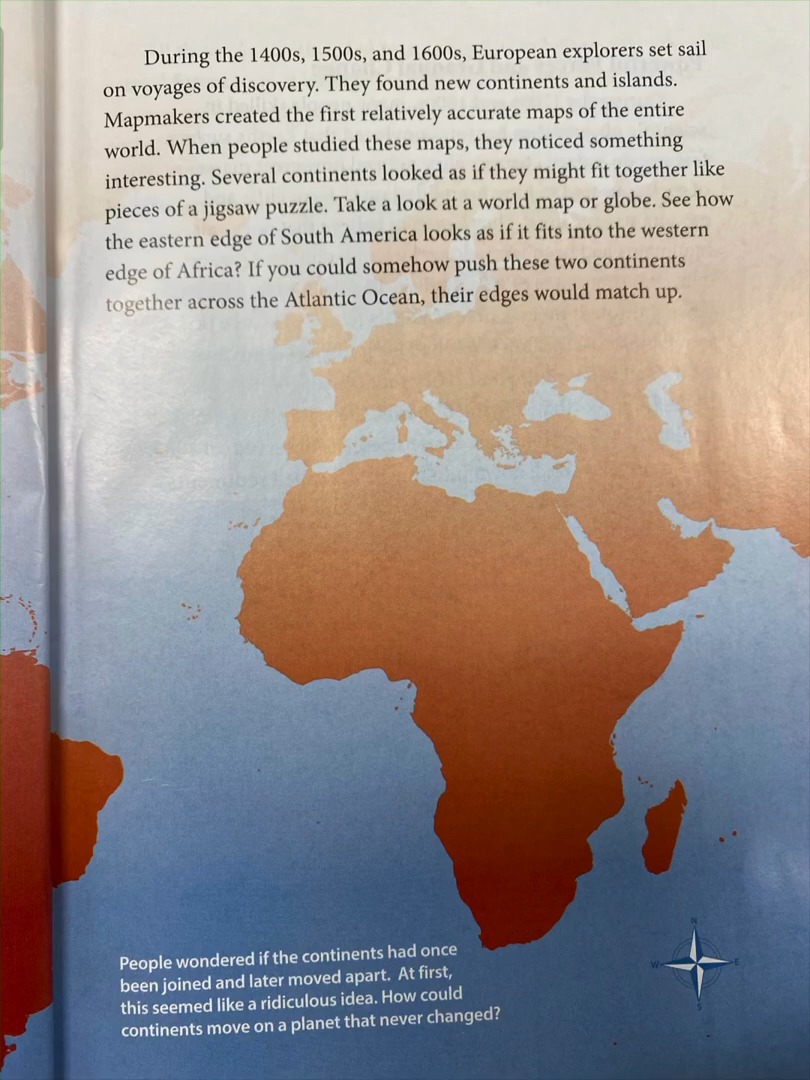 During the 1400s, 1500s, and 1600s, European explorers set sail
on voyages of discovery. They found new continents and islands.
Mapmakers created the first relatively accurate maps of the entire
world. When people studied these maps, they noticed something
interesting. Several continents looked as if they might fit together like
pieces of a jigsaw puzzle. Take a look at a world map or globe. See how
the eastern edge of South America looks as if it fits into the western
edge of Africa? If you could somehow push these two continents
together across the Atlantic Ocean, their edges would match up.
N
W E
S
People wondered if the continents had once
been joined and later moved apart. At first,
this seemed like a ridiculous idea. How could
continents move on a planet that never changed?